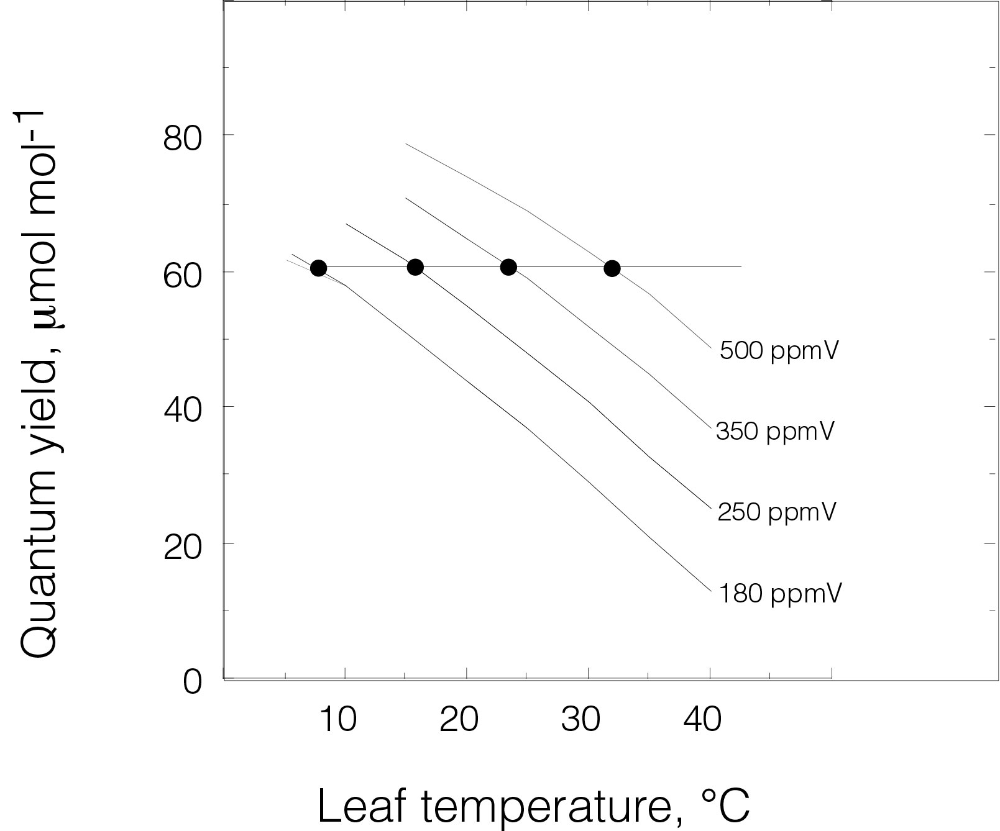 Quantum yield, µmol mol-1
80
60
40
20
0
500 ppmV
350 ppmV
250 ppmV
180 ppmV
10 20 30 40
Leaf temperature, °C